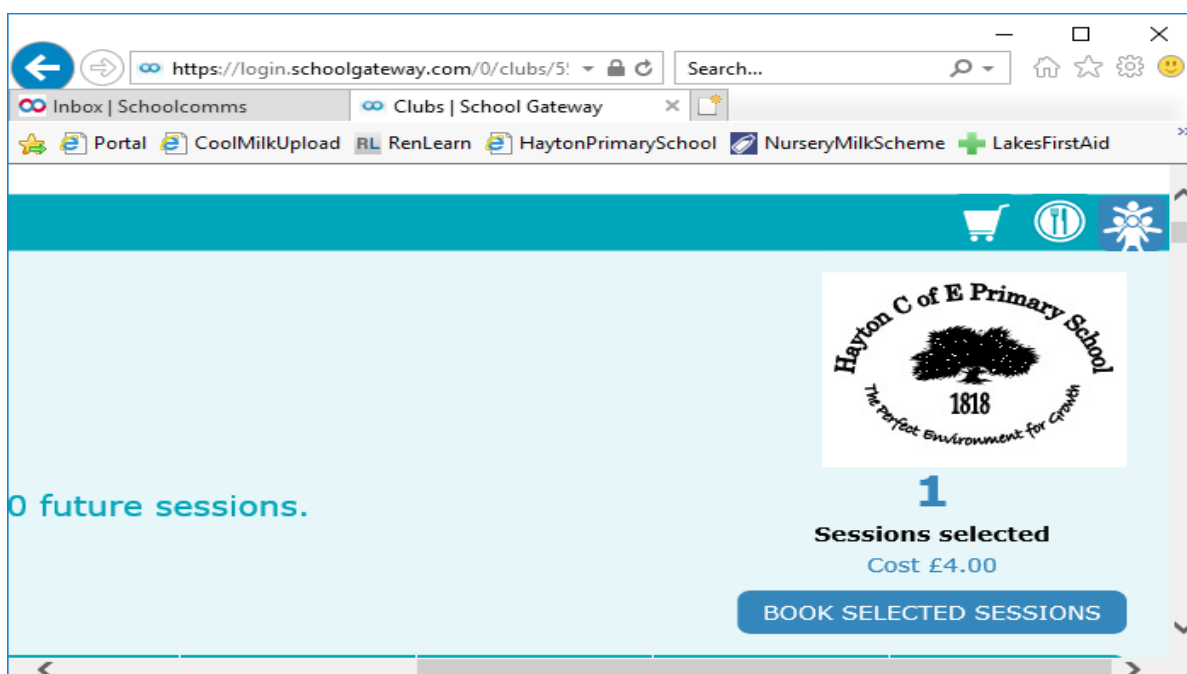 https://login.schoolgateway.com/0/clubs/5
Search...
Inbox | Schoolcomms
Clubs | School Gateway
Portal
CoolMilkUpload
RL RenLearn
HaytonPrimarySchool
NurseryMilkScheme
LakesFirstAid
Hayton C of E Primary School
1818
The Perfect Environment for Growth
0 future sessions.
1
Sessions selected
Cost £4.00
BOOK SELECTED SESSIONS